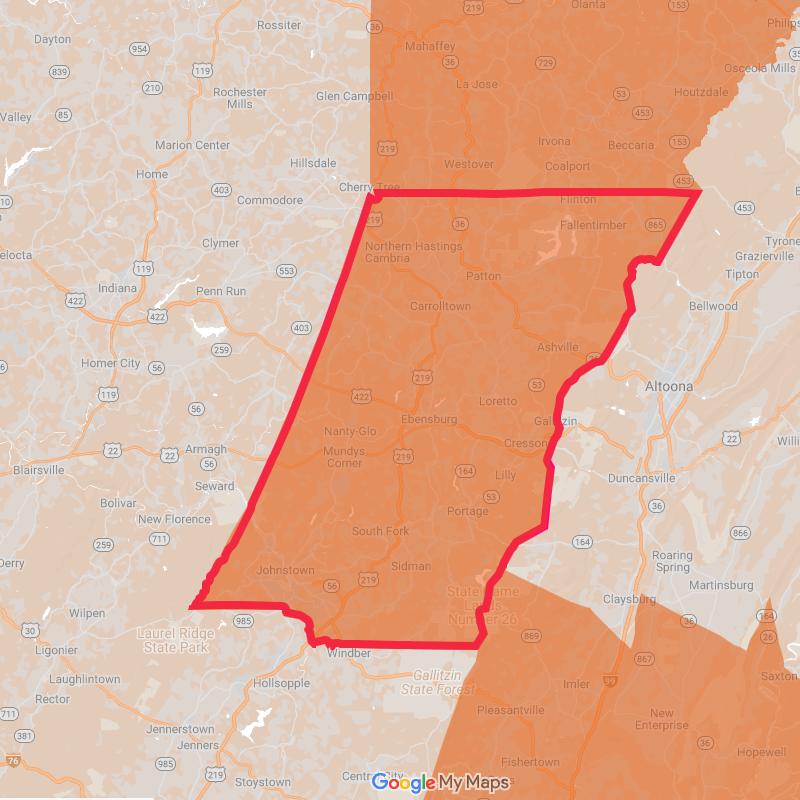 Rossiter
36
219
Olanta
153
Dayton
954
Mahaffey
Philips
36
729
35
119
839
La Jose
Osceola Mills
210
Rochester
Mills
Glen Campbell
53
Houtzdale
453
Valley
85
Marion Center
219
Irvona
Beccaria
153
Hillsdale
Westover
Coalport
Home
403
Cherry Tree
453
10
Commodore
Flinton
453
219
36
Fallentimber
865
Clymer
Northern
Cambria
Hastings
Tyrone
elocta
Grazierville
119
553
Patton
Tipton
Indiana
Penn Run
422
422
Carrolltown
Bellwood
403
259
Ashville
Homer City
56
219
53
Altoona
119
422
Loretto
56
Ebensburg
Gallitzin
Nanty-Glo
22
Armagh
Cresson
22
22
Mundys
Corner
219
Willi
56
164
Blairsville
Lilly
Duncansville
Seward
53
36
Bolivar
Portage
New Florence
South Fork
866
711
259
164
Roaring
Spring
Derry
Sidman
Johnstown
219
Martinsburg
56
State Game
Land
Number 26
Claysburg
Wilpen
164
985
30
Laurel Ridge
State Park
869
26
Ligonier
Windber
867
Laughlintown
Gallitzin
State Forest
Saxton
Rector
Hollsopple
Imler
99
711
Pleasantville
New
Enterprise
Jennerstown
381
Jenners
36
Hopewell
76
985
219
Fishertown
Stoystown
Central City
Google My Maps